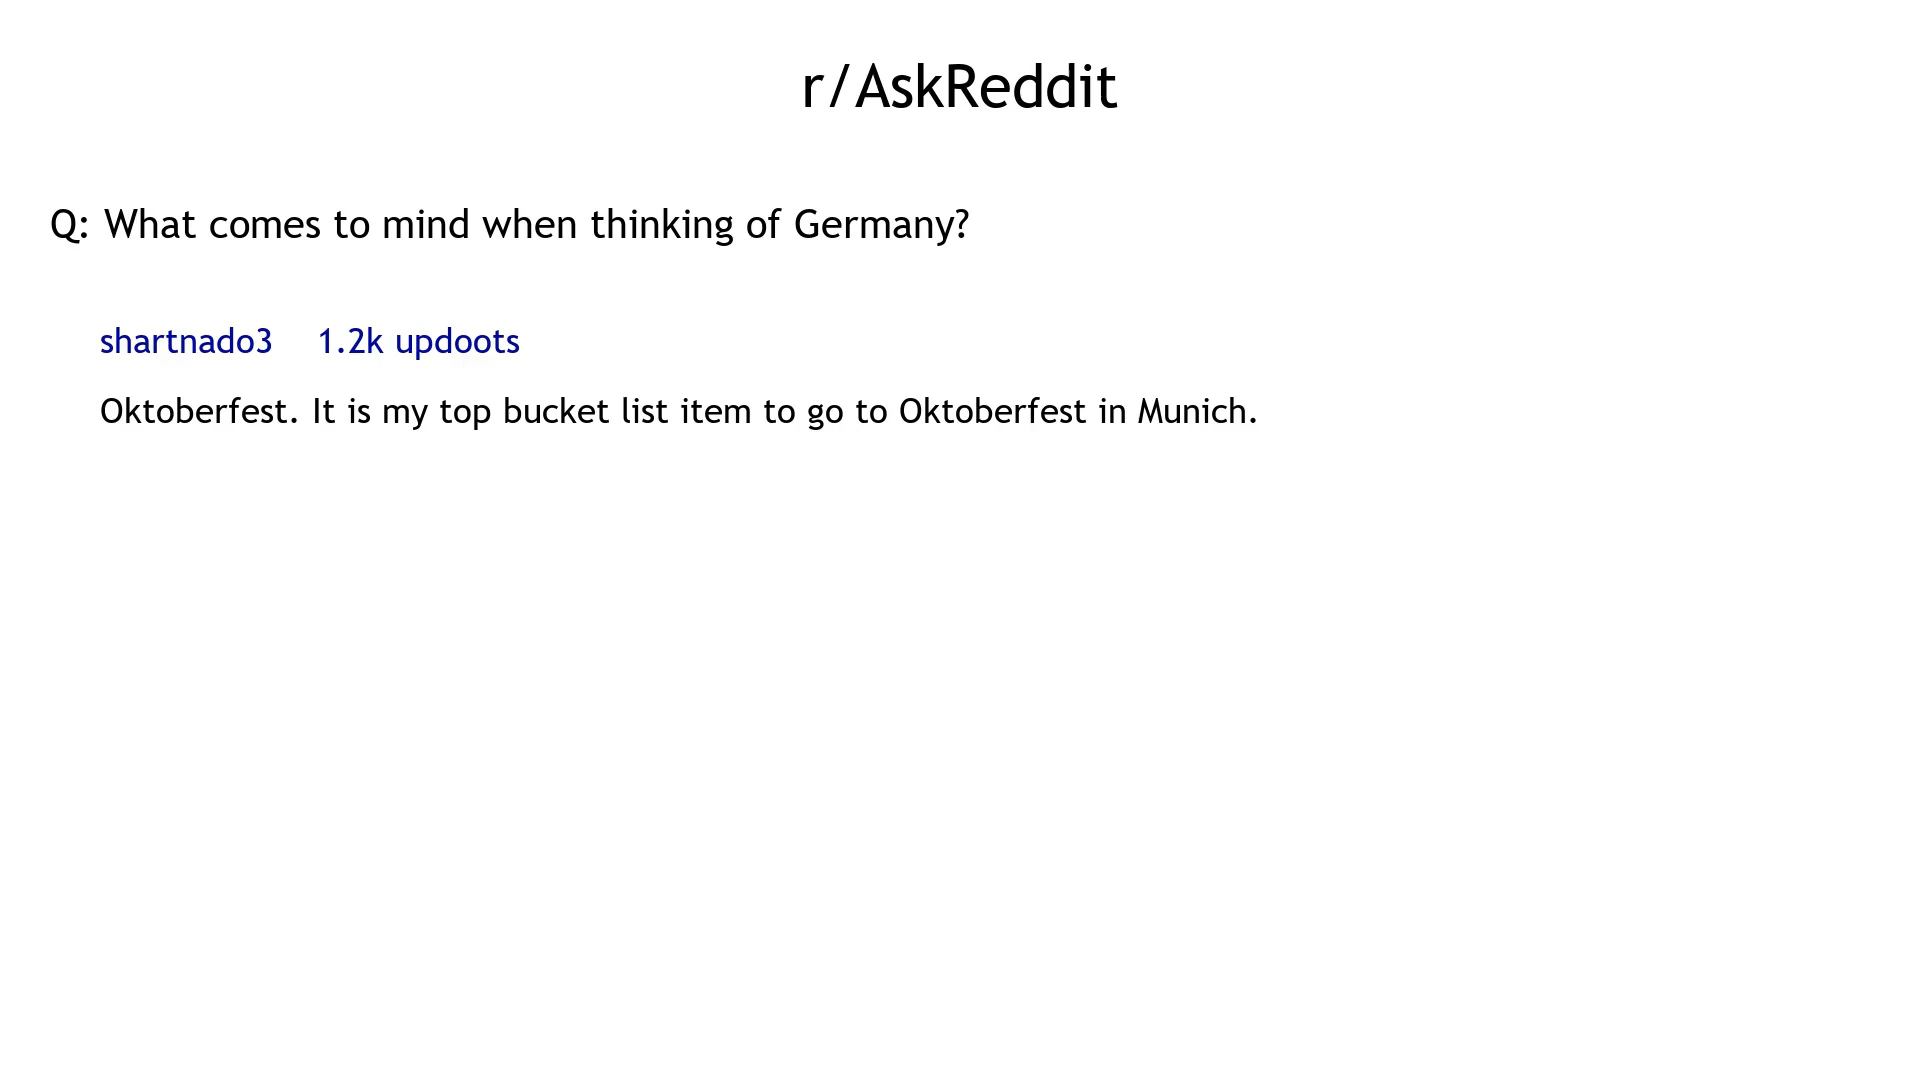 r/AskReddit
Q: What comes to mind when thinking of Germany?
shartnado3 1.2k updoots
Oktoberfest. It is my top bucket list item to go to Oktoberfest in Munich.